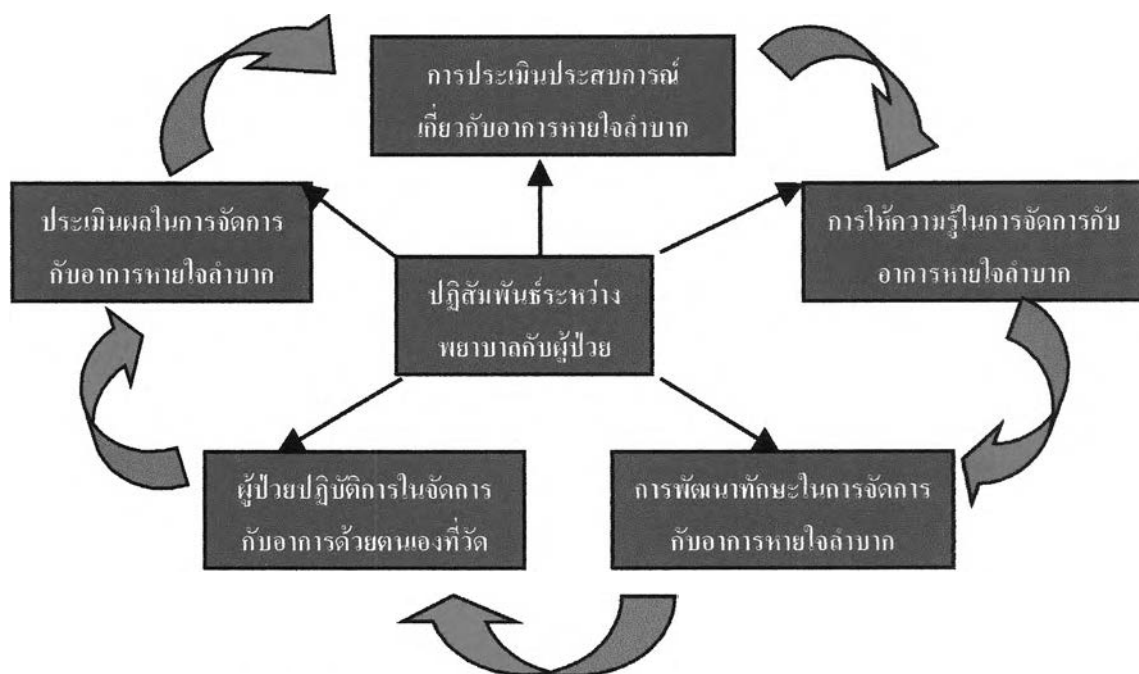 การประเมินประสบการณ์
เกี่ยวกับอาการหายใจลำบาก
ประเมินผลในการจัดการ
กับอาการหายใจลำบาก
การให้ความรู้ในการจัดการกับ
อาการหายใจลำบาก
ปฏิสัมพันธ์ระหว่าง
พยาบาลกับผู้ป่วย
ผู้ป่วยปฏิบัติการในจัดการ
กับอาการด้วยตนเองที่วัด
การพัฒนาทักษะในการจัดการ
กับอาการหายใจลำบาก